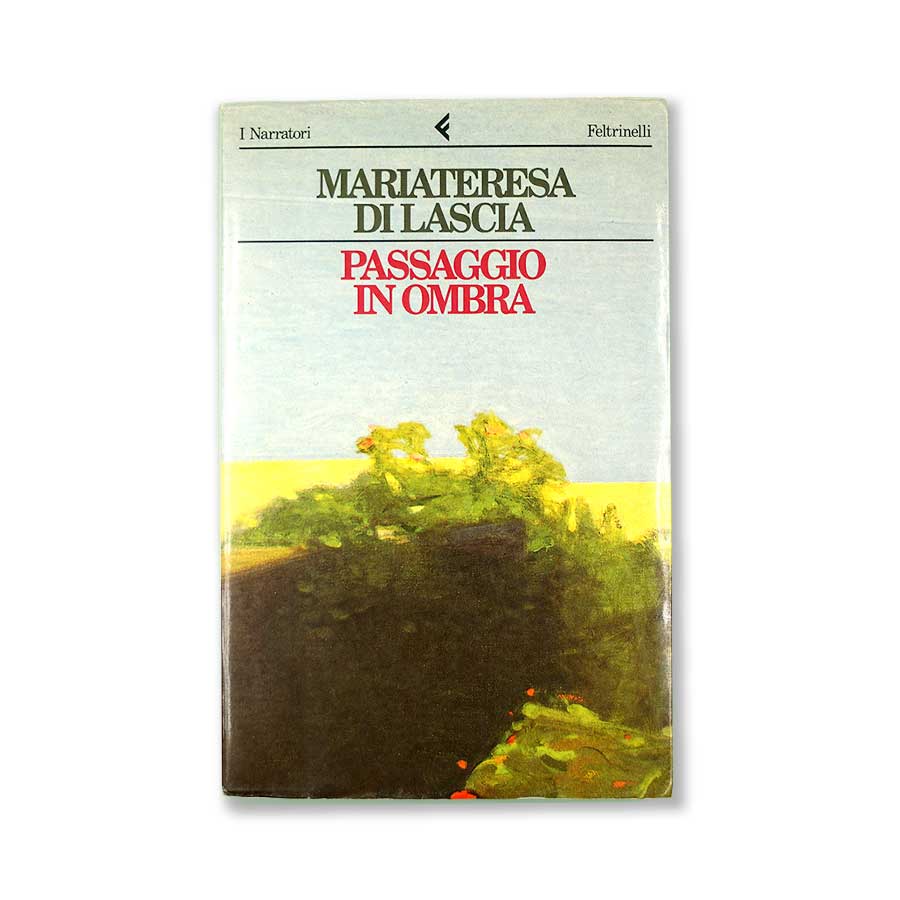 I Narratori
Feltrinelli
MARIATERESA
DI LASCIA
PASSAGGIO
IN OMBRA